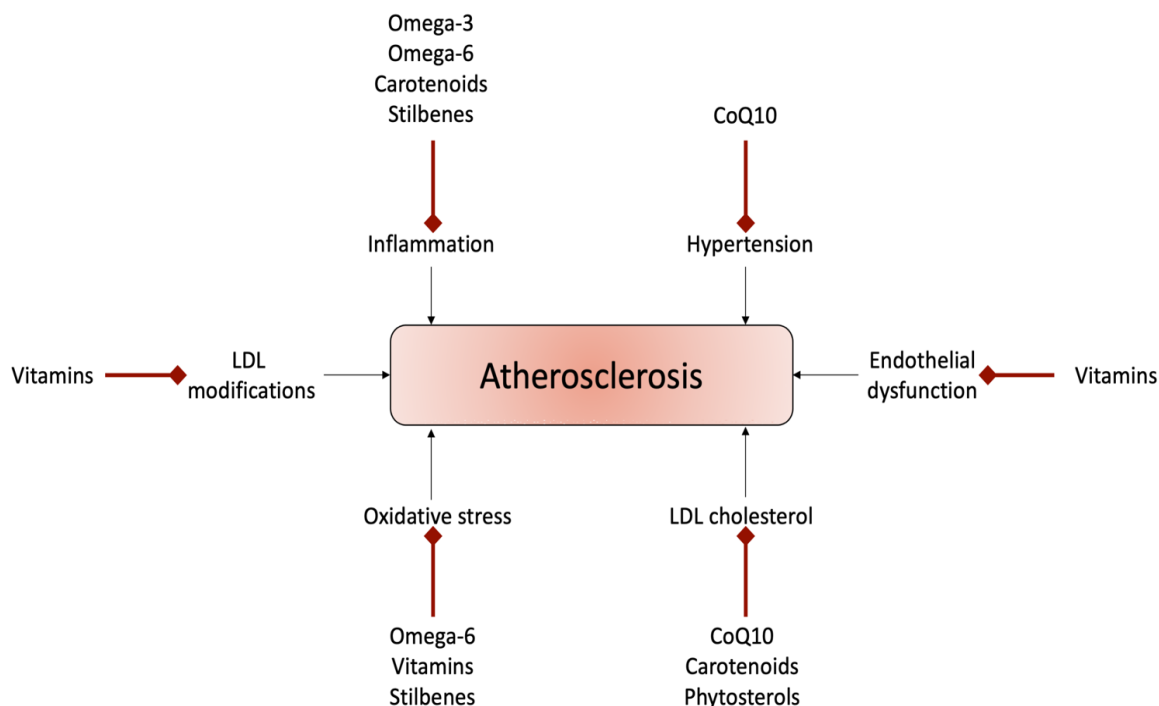 Omega-3
Omega-6
Carotenoids
Stilbenes
CoQ10
Inflammation
Hypertension
Vitamins
LDL
modifications
Atherosclerosis
Endothelial
dysfunction
Vitamins
Oxidative stress
LDL cholesterol
Omega-6
Vitamins
Stilbenes
CoQ10
Carotenoids
Phytosterols